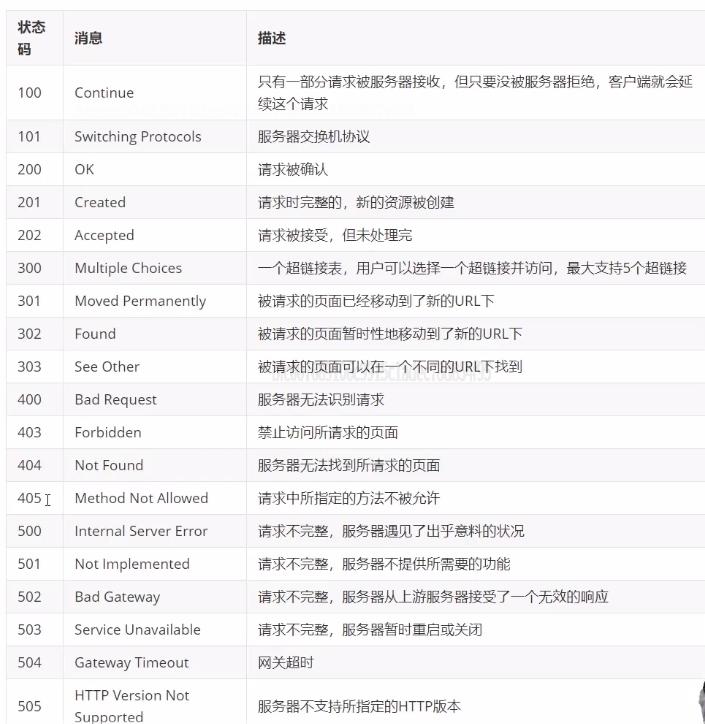 状态
码
消息
描述
100
Continue
只有一部分请求被服务器接收，但只要没被服务器拒绝，客户端就会延
续这个请求
101
Switching Protocols
服务器交换机协议
200
OK
请求被确认
201
Created
请求时完整的，新的资源被创建
202
Accepted
请求被接受，但未处理完
300
Multiple Choices
一个超链接表，用户可以选择一个超链接并访问，最大支持5个超链接
301
Moved Permanently
被请求的页面已经移动到了新的URL下
302
Found
被请求的页面暂时性地移动到了新的URL下
303
See Other
被请求的页面可以在一个不同的URL下找到
400
Bad Request
服务器无法识别请求
403
Forbidden
禁止访问所请求的页面
404
Not Found
服务器无法找到所请求的页面
405
Method Not Allowed
请求中所指定的方法不被允许
500
Internal Server Error
请求不完整，服务器遇见了出乎意料的状况
501
Not Implemented
请求不完整，服务器不提供所需要的功能
502
Bad Gateway
请求不完整，服务器从上游服务器接受了一个无效的响应
503
Service Unavailable
请求不完整，服务器暂时重启或关闭
504
Gateway Timeout
网关超时
505
HTTP Version Not
Supported
服务器不支持所指定的HTTP版本